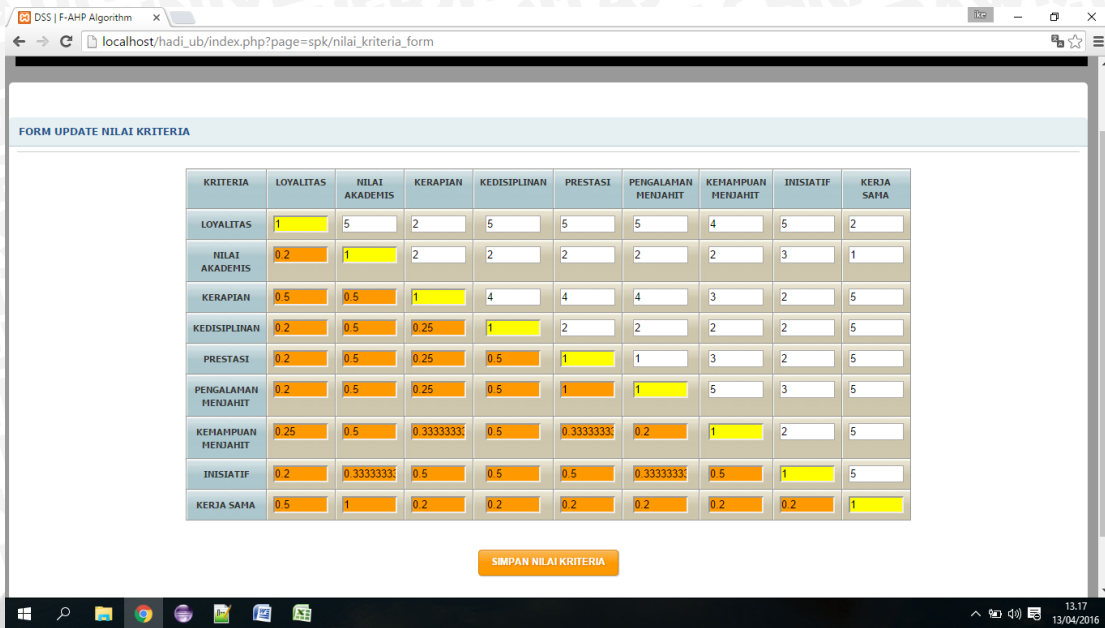 DSS | F-AHP Algorithm
ike
localhost/hadi_ub/index.php?page=spk/nilai_kriteria_form
FORM UPDATE NILAI KRITERIA
KRITERIA LOYALITAS NILAI AKADEMIS KERAPIAN KEDISIPLINAN PRESTASI PENGALAMAN MENJAHIT KEMAMPUAN MENJAHIT INISIATIF KERJA SAMA
LOYALITAS 1 5 2 5 5 5 4 5 2
NILAI AKADEMIS 0.2 1 2 2 2 2 2 3 1
KERAPIAN 0.5 0.5 1 4 4 4 3 2 5
KEDISIPLINAN 0.2 0.5 0.25 1 2 2 2 2 5
PRESTASI 0.2 0.5 0.25 0.5 1 1 3 2 5
PENGALAMAN MENJAHIT 0.2 0.5 0.25 0.5 1 1 5 3 5
KEMAMPUAN MENJAHIT 0.25 0.5 0.33333333 0.5 0.33333333 0.2 1 2 5
INISIATIF 0.2 0.33333333 0.5 0.5 0.5 0.33333333 0.5 1 5
KERJA SAMA 0.5 1 0.2 0.2 0.2 0.2 0.2 0.2 1
SIMPAN NILAI KRITERIA
13.17
13/04/2016